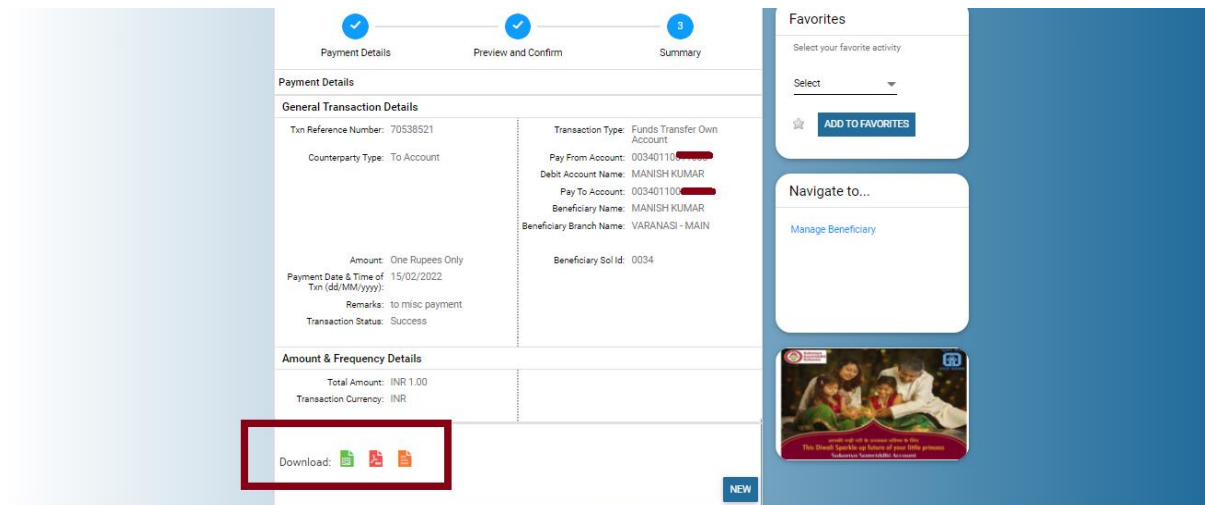 3
Payment Details
Preview and Confirm
Summary
Payment Details
General Transaction Details
Txn Reference Number: 70538521
Counterparty Type: To Account
Amount: One Rupees Only
Payment Date & Time of 15/02/2022
Txn (dd/MM/yyyy):
Remarks: to misc payment
Transaction Status: Success
Transaction Type: Funds Transfer Own
Account
Pay From Account: 00340110
Debit Account Name: MANISH KUMAR
Pay To Account: 003401100
Beneficiary Name: MANISH KUMAR
Beneficiary Branch Name: VARANASI - MAIN
Beneficiary Sol Id: 0034
Amount & Frequency Details
Total Amount: INR 1.00
Transaction Currency: INR
Download:
NEW
Favorites
Select your favorite activity
Select
ADD TO FAVORITES
Navigate to...
Manage Beneficiary
This Diwali Sparkle up future of your little princess
Sukanya Samriddhi Account